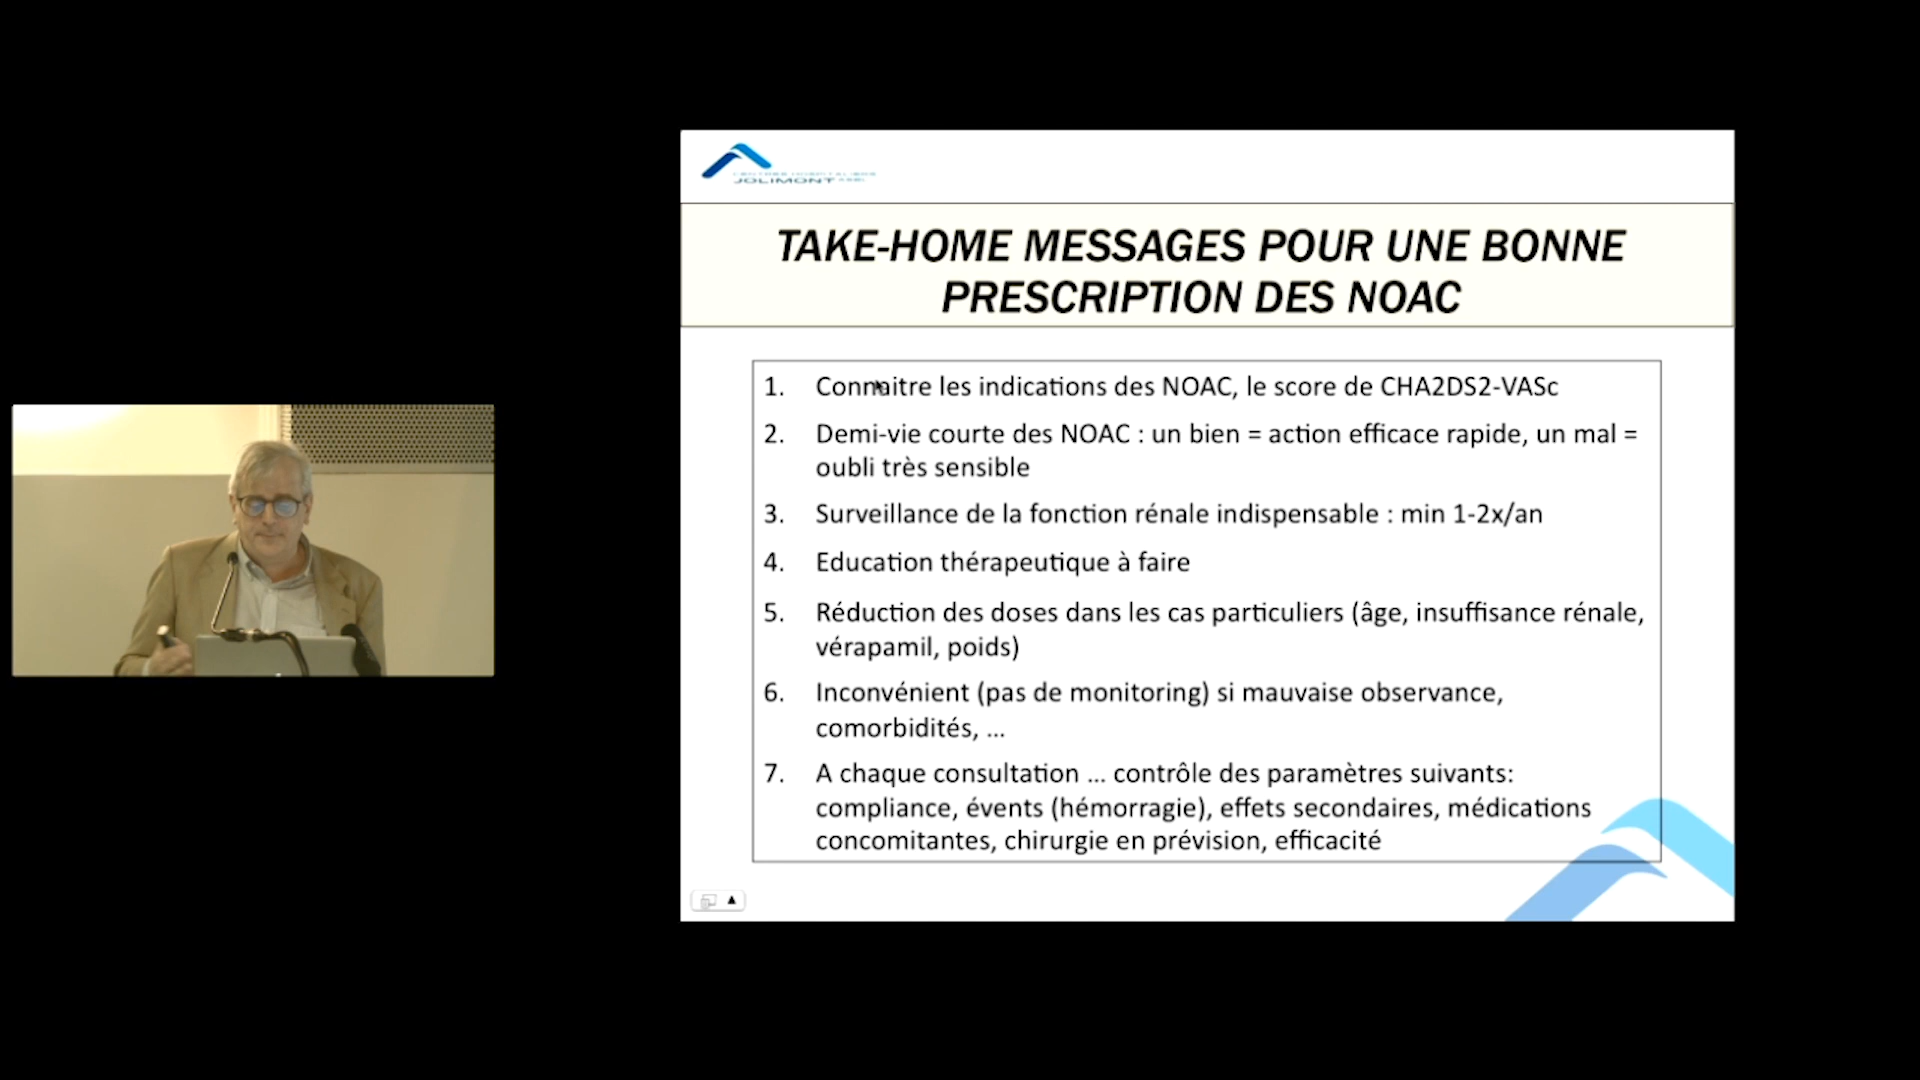 CENTRES HOSPITALIERS
JOLIMONT ASBL
TAKE-HOME MESSAGES POUR UNE BONNE
PRESCRIPTION DES NOAC
1. Connaitre les indications des NOAC, le score de CHA2DS2-VASc
2. Demi-vie courte des NOAC : un bien = action efficace rapide, un mal =
oubli très sensible
3. Surveillance de la fonction rénale indispensable : min 1-2x/an
4. Education thérapeutique à faire
5. Réduction des doses dans les cas particuliers (âge, insuffisance rénale,
vérapamil, poids)
6. Inconvénient (pas de monitoring) si mauvaise observance,
comorbidités, ...
7. A chaque consultation ... contrôle des paramètres suivants:
compliance, évents (hémorragie), effets secondaires, médications
concomitantes, chirurgie en prévision, efficacité